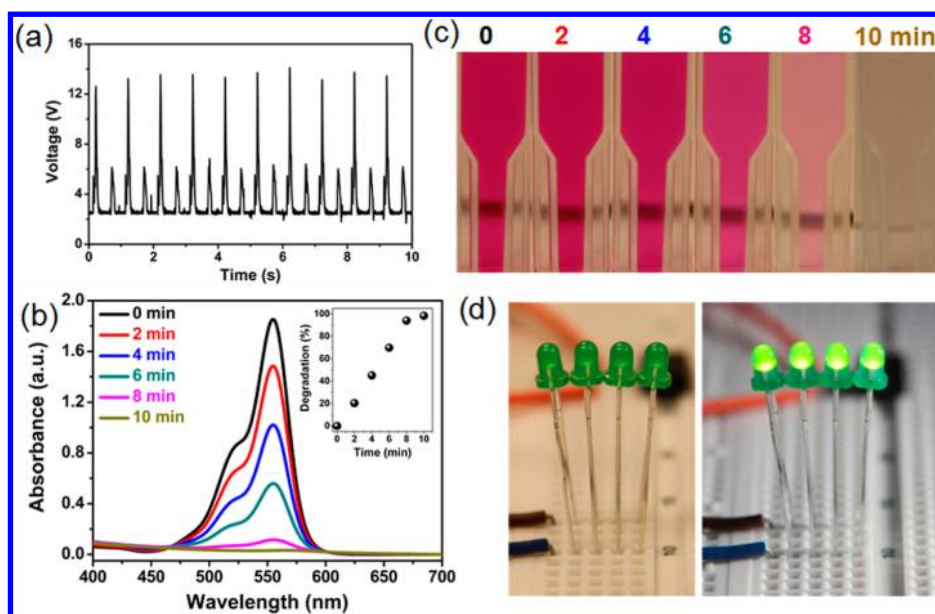 (a)
16
12
8
4
0
Voltage (V)
0 2 4 6 8 10
Time (s)
(b)
2.0
1.6
1.2
0.8
0.4
0.0
Absorbance (a.u.)
0 min
2 min
4 min
6 min
8 min
10 min
100
80
60
40
20
0
Degradation (%)
0 2 4 6 8 10
Time (min)
400 450 500 550 600 650 700
Wavelength (nm)
(c)
0 2 4 6 8 10 min
(d)